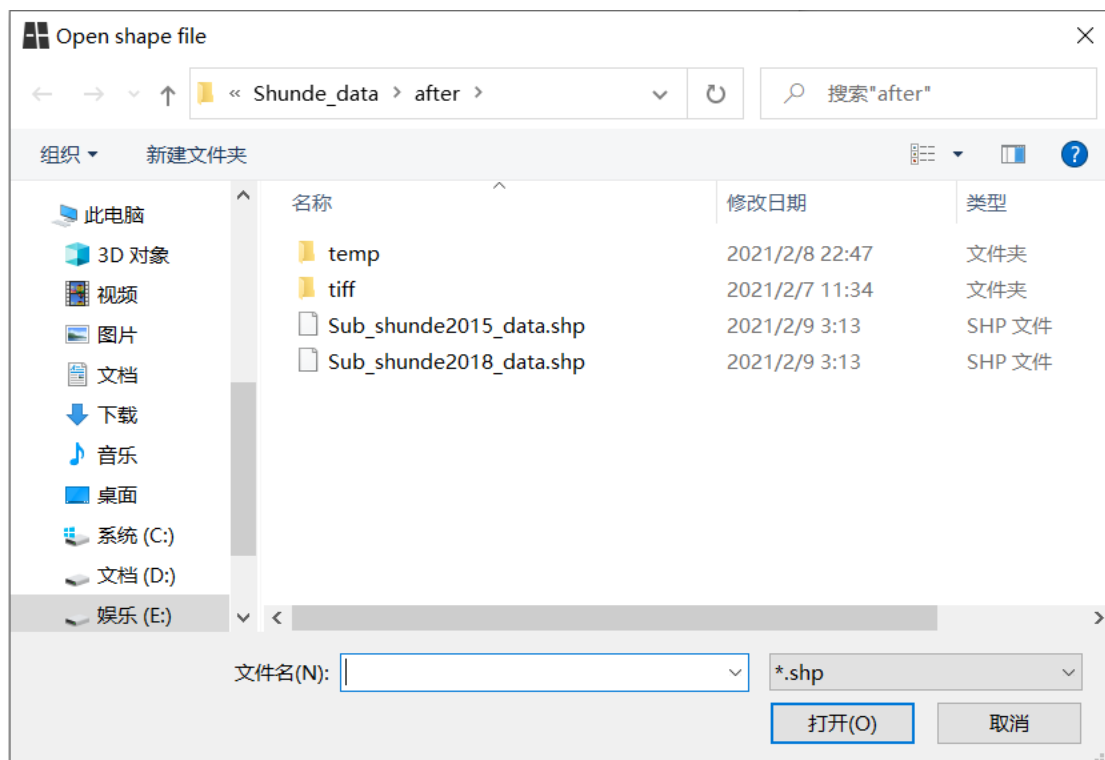 Open shape file
« Shunde_data > after >
搜索"after"
组织
新建文件夹
?
此电脑
3D 对象
视频
图片
文档
下载
音乐
桌面
系统 (C:)
文档 (D:)
娱乐 (E:)
名称 修改日期 类型
temp 2021/2/8 22:47 文件夹
tiff 2021/2/7 11:34 文件夹
Sub_shunde2015_data.shp 2021/2/9 3:13 SHP 文件
Sub_shunde2018_data.shp 2021/2/9 3:13 SHP 文件
文件名(N):
*.shp
打开(O) 取消